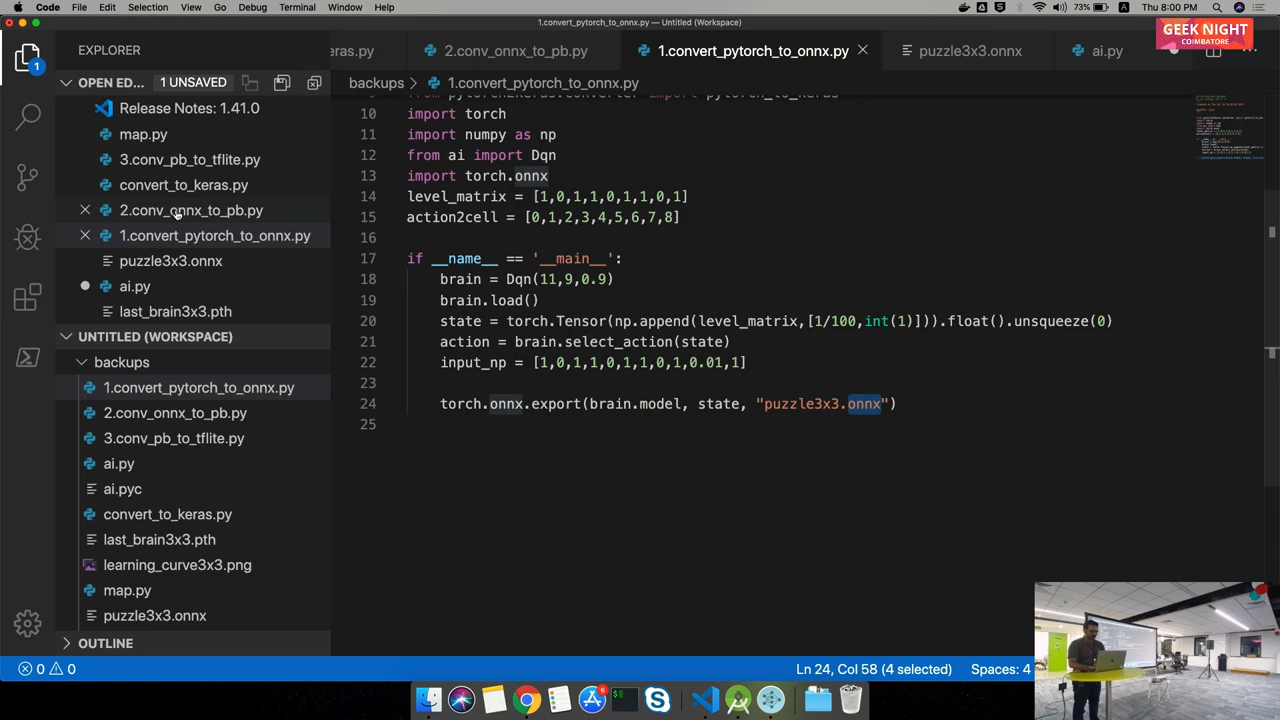 Code File Edit Selection View Go Debug Terminal Window Help
73% Thu 8:00 PM
1.convert_pytorch_to_onnx.py — Untitled (Workspace)
GEEK NIGHT
COIMBATORE
EXPLORER
eras.py
2.conv_onnx_to_pb.py
1.convert_pytorch_to_onnx.py
puzzle3x3.onnx
ai.py
OPEN ED... 1 UNSAVED
Release Notes: 1.41.0
map.py
3.conv_pb_to_tflite.py
convert_to_keras.py
2.conv_onnx_to_pb.py
1.convert_pytorch_to_onnx.py
puzzle3x3.onnx
ai.py
last_brain3x3.pth
UNTITLED (WORKSPACE)
backups
1.convert_pytorch_to_onnx.py
2.conv_onnx_to_pb.py
3.conv_pb_to_tflite.py
ai.py
ai.pyc
convert_to_keras.py
last_brain3x3.pth
learning_curve3x3.png
map.py
puzzle3x3.onnx
OUTLINE
backups > 1.convert_pytorch_to_onnx.py
from pytorch2keras.converter import pytorch_to_keras
10 import torch
11 import numpy as np
12 from ai import Dqn
13 import torch.onnx
14 level_matrix = [1,0,1,1,0,1,1,0,1]
15 action2cell = [0,1,2,3,4,5,6,7,8]
16
17 if __name__ == '__main__':
18 brain = Dqn(11,9,0.9)
19 brain.load()
20 state = torch.Tensor(np.append(level_matrix,[1/100,int(1)])).float().unsqueeze(0)
21 action = brain.select_action(state)
22 input_np = [1,0,1,1,0,1,1,0,1,0.01,1]
23
24 torch.onnx.export(brain.model, state, "puzzle3x3.onnx")
25
0 0
Ln 24, Col 58 (4 selected) Spaces: 4